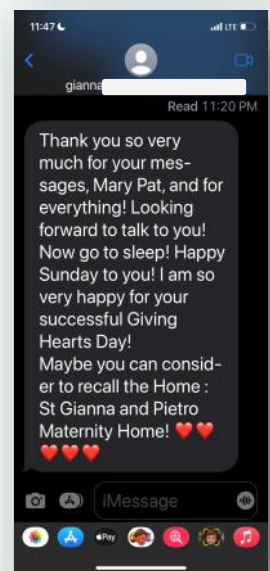 11:47
LTE
gianna
Read 11:20 PM
Thank you so very
much for your mes-
sages, Mary Pat, and for
everything! Looking
forward to talk to you!
Now go to sleep! Happy
Sunday to you! I am so
very happy for your
successful Giving
Hearts Day!
Maybe you can consid-
er to recall the Home :
St Gianna and Pietro
Maternity Home! ❤️❤️
❤️❤️❤️
iMessage
Pay